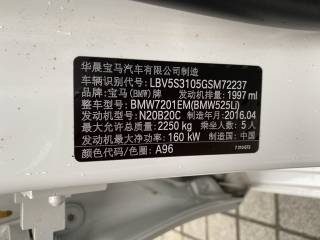 华晨宝马汽车有限公司制造
车辆识别代号:LBV5S3105GSM72237
品牌:宝马(BMW)牌 发动机排量:1997 ml
整车型号:BMW7201EM(BMW525Li)
发动机型号:N20B20C 制造年月:2016.04
最大允许总质量:2250 kg 乘坐人数:5 人
发动机最大净功率:160 kW 制造国:中国
颜色代码/色圈:A96